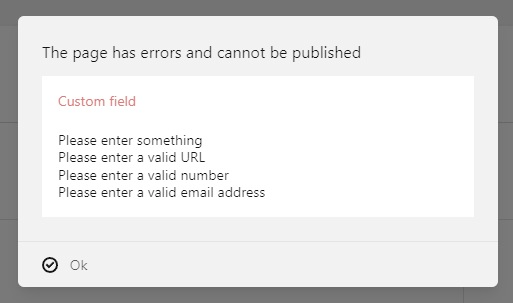 The page has errors and cannot be published
Custom field
Please enter something
Please enter a valid URL
Please enter a valid number
Please enter a valid email address
Ok